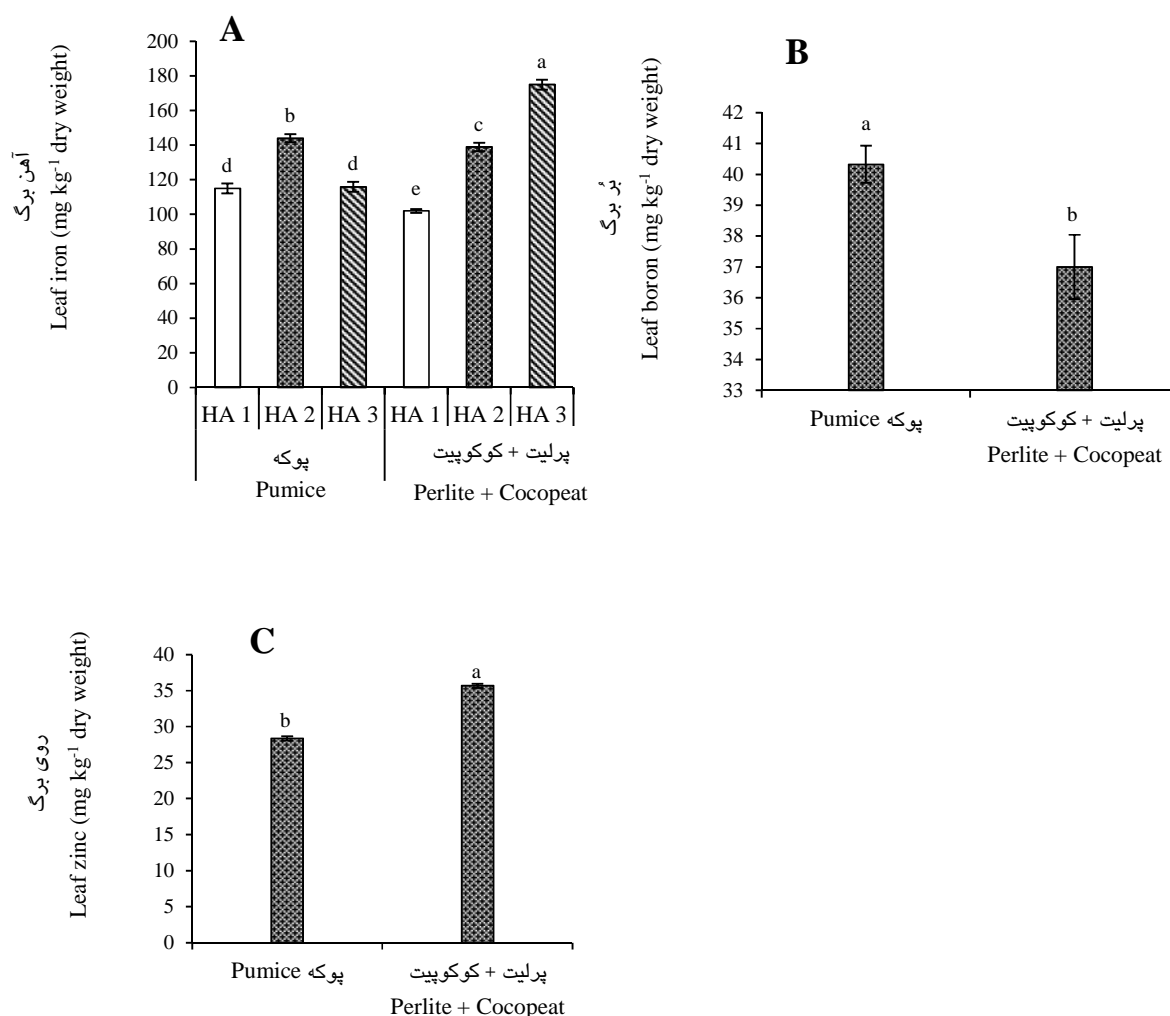 A
آهن برگ
Leaf iron (mg kg⁻¹ dry weight)
200
180
160
140
120
100
80
60
40
20
0
d
b
d
e
c
a
HA 1 HA 2 HA 3 HA 1 HA 2 HA 3
پوکه
Pumice
پرلیت + کوکوپیت
Perlite + Cocopeat
B
بُر برگ
Leaf boron (mg kg⁻¹ dry weight)
42
41
40
39
38
37
36
35
34
33
a
b
Pumice پوکه
پرلیت + کوکوپیت
Perlite + Cocopeat
C
روی برگ
Leaf zinc (mg kg⁻¹ dry weight)
40
35
30
25
20
15
10
5
0
b
a
Pumice پوکه
پرلیت + کوکوپیت
Perlite + Cocopeat